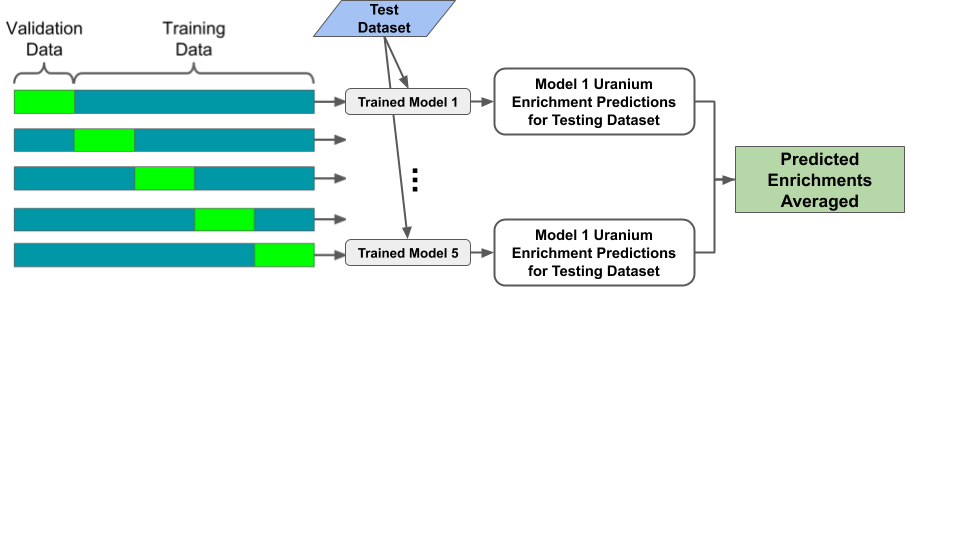 Validation
Data
Training
Data
Test
Dataset
Trained Model 1
Model 1 Uranium
Enrichment Predictions
for Testing Dataset
Predicted
Enrichments
Averaged
Trained Model 5
Model 1 Uranium
Enrichment Predictions
for Testing Dataset